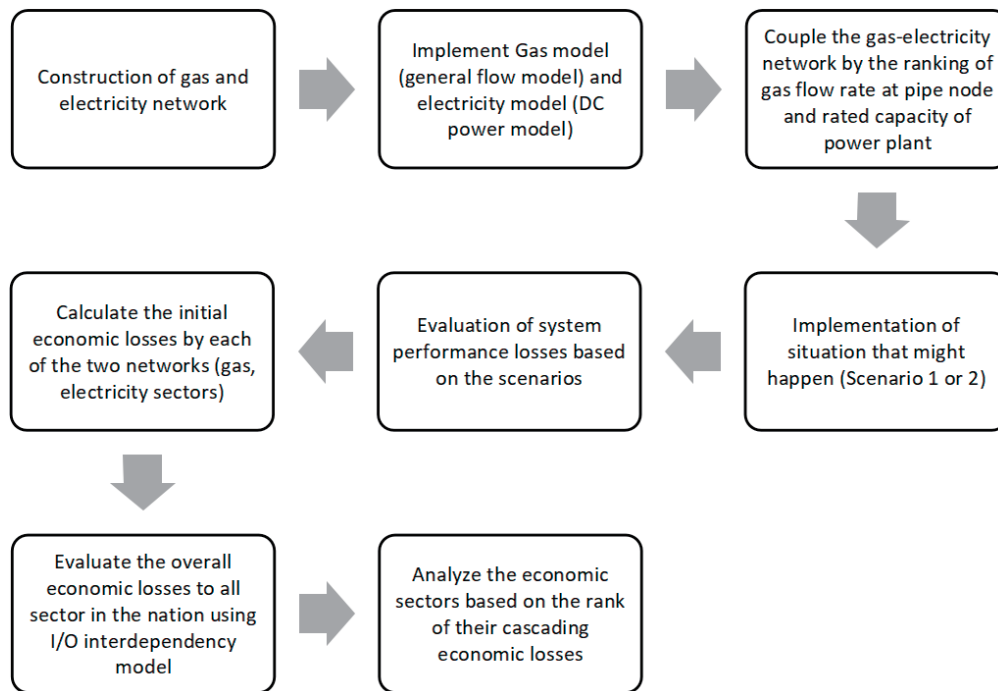 Construction of gas and
electricity network
Implement Gas model
(general flow model) and
electricity model (DC
power model)
Couple the gas-electricity
network by the ranking of
gas flow rate at pipe node
and rated capacity of
power plant
Implementation of
situation that might
happen (Scenario 1 or 2)
Evaluation of system
performance losses based
on the scenarios
Calculate the initial
economic losses by each
of the two networks (gas,
electricity sectors)
Evaluate the overall
economic losses to all
sector in the nation using
I/O interdependency
model
Analyze the economic
sectors based on the rank
of their cascading
economic losses